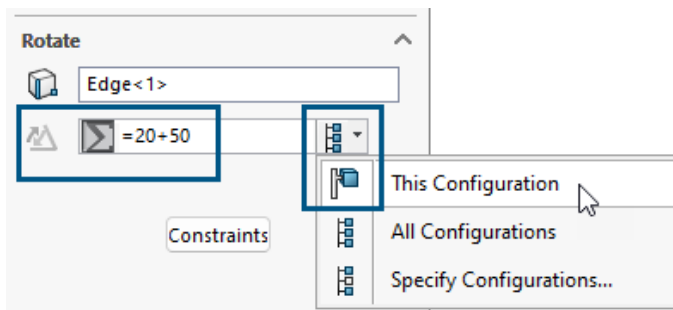 Rotate
Edge<1>
=20+50
This Configuration
Constraints
All Configurations
Specify Configurations...